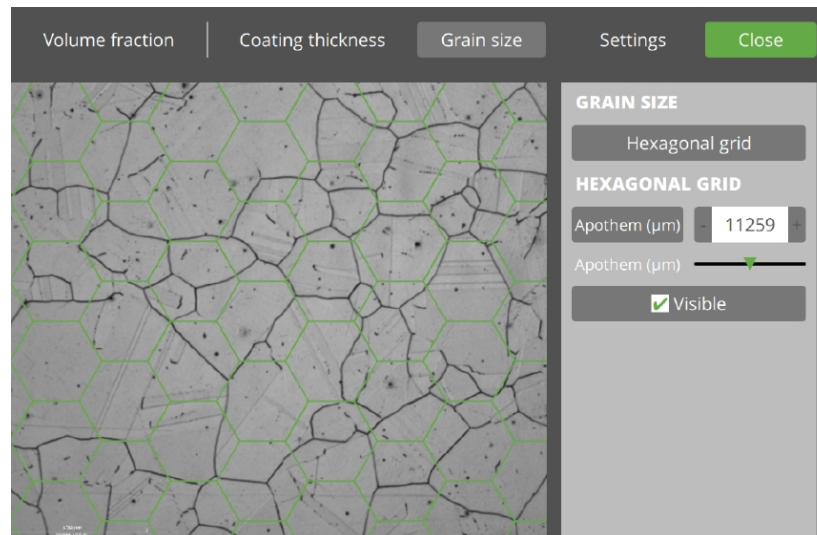 Volume fraction Coating thickness Grain size Settings Close
GRAIN SIZE
Hexagonal grid
HEXAGONAL GRID
Apothem (µm) - 11259 +
Apothem (µm)
✔ Visible